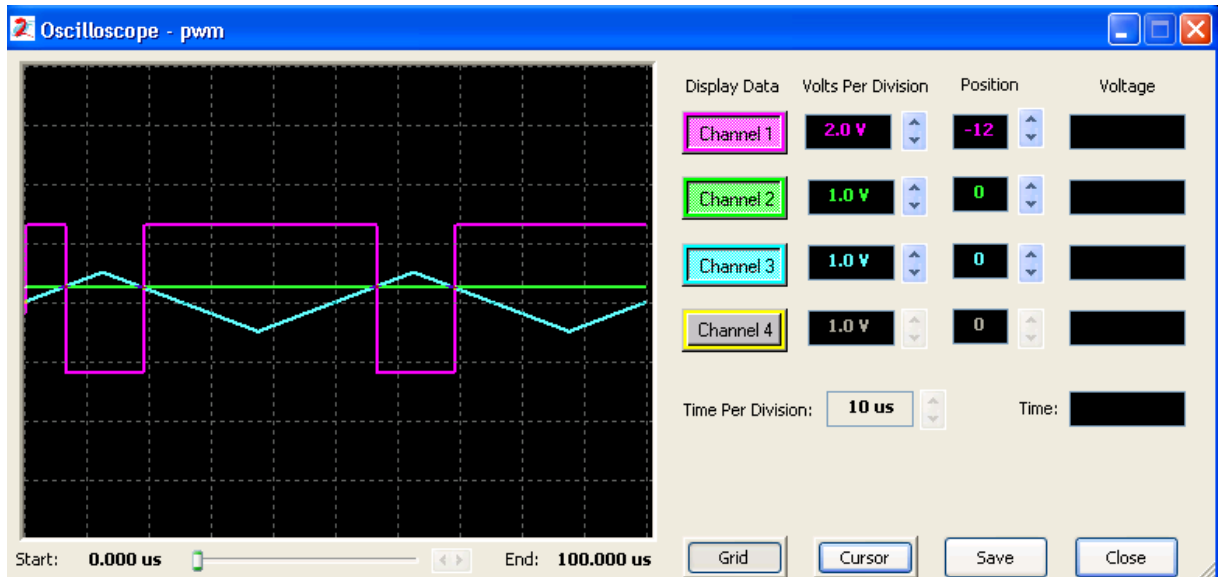 Oscilloscope - pwm
Display Data Volts Per Division Position Voltage
Channel 1 2.0 V -12
Channel 2 1.0 V 0
Channel 3 1.0 V 0
Channel 4 1.0 V 0
Time Per Division: 10 us Time:
Start: 0.000 us End: 100.000 us Grid Cursor Save Close